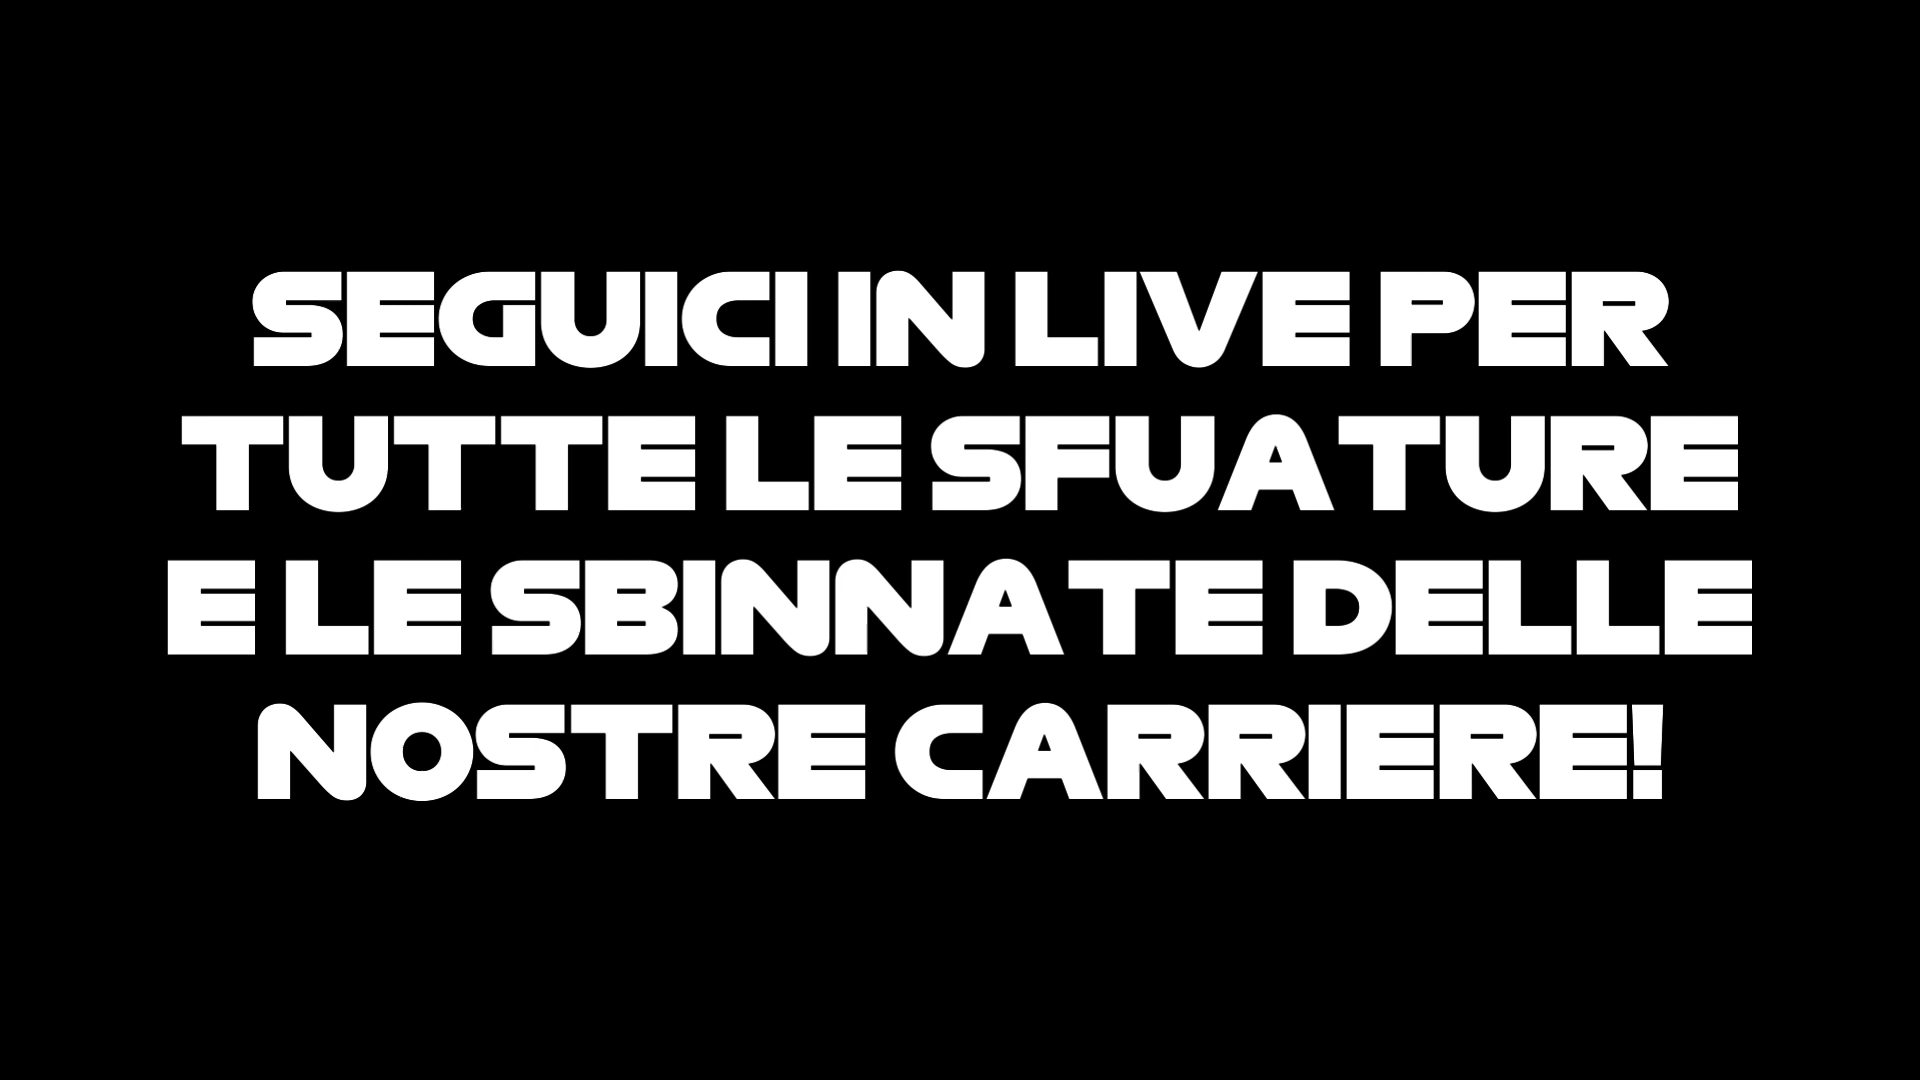 SEGUICI IN LIVE PER
TUTTE LE SFUATURE
E LE SBINNATE DELLE
NOSTRE CARRIERE!